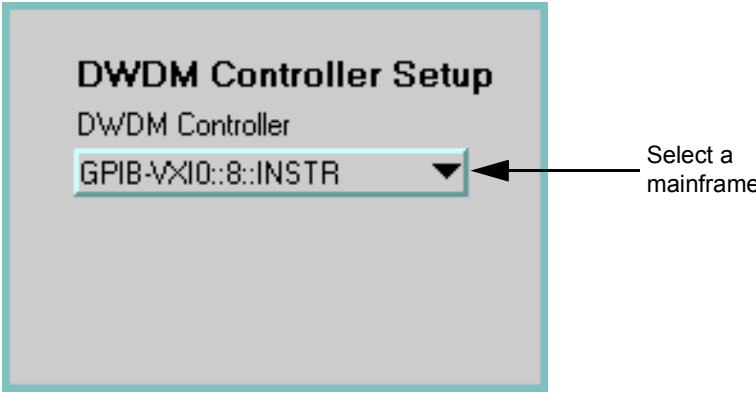 DWDM Controller Setup
DWDM Controller
GPIB-VXI0::8::INSTR
Select a
mainframe